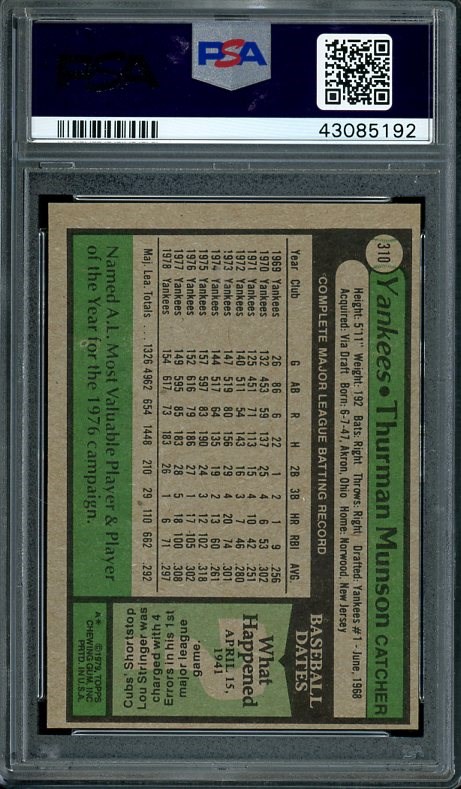 PSA
PSA
43085192
310
Yankees • Thurman Munson CATCHER
Height: 5'11" Weight: 192 Bats: Right Throws: Right Drafted: Yankees #1 - June, 1968
Acquired: Via Draft Born: 6-7-47, Akron, Ohio Home: Norwood, New Jersey
COMPLETE MAJOR LEAGUE BATTING RECORD
Year Club G AB R H 2B 3B HR RBI AVG.
1969 Yankees 26 86 6 22 1 2 1 9 .256
1970 Yankees 132 453 59 137 25 4 6 53 .302
1971 Yankees 125 451 71 113 15 4 10 42 .251
1972 Yankees 140 511 54 143 16 3 7 46 .280
1973 Yankees 147 519 80 156 29 4 20 74 .301
1974 Yankees 144 517 64 135 19 2 13 60 .261
1975 Yankees 157 597 83 190 24 3 12 102 .318
1976 Yankees 152 616 79 186 27 1 17 105 .302
1977 Yankees 149 595 85 183 28 5 18 100 .308
1978 Yankees 154 617 73 183 26 1 6 71 .297
Maj. Lea. Totals ... 1326 4962 654 1448 210 29 110 662 .292
Named A.L. Most Valuable Player & Player
of the Year for the 1976 campaign.
BASEBALL
DATES
What
Happened
APRIL 15,
1941
Cubs' Shortstop
Lou Stringer was
charged with 4
Errors in his 1st
major league
game.
A* ©1979, TOPPS
CHEWING GUM, INC.
PRTD. IN U.S.A.